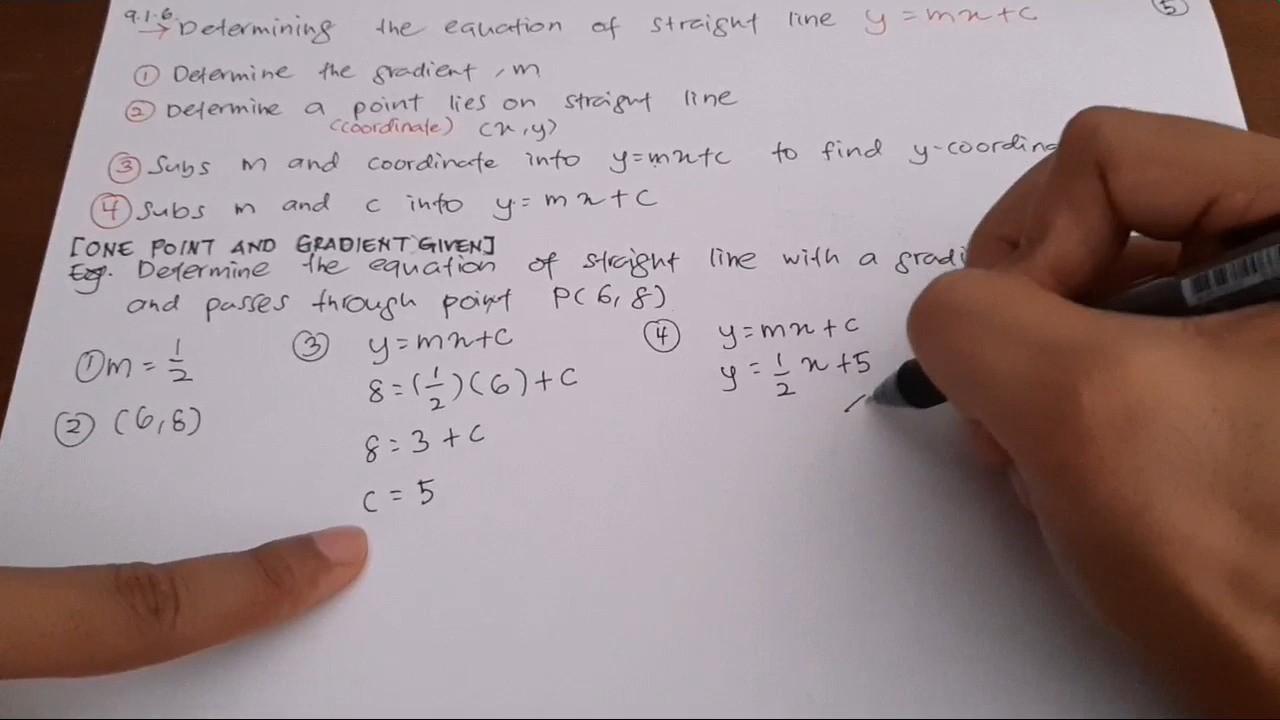 9.1.6
→ Determining the equation of straight line y = mx + c
5
① Determine the gradient, m
② Determine a point lies on straight line
(coordinate) (x, y)
③ Subs m and coordinate into y = mx + c to find
④ Subs m and c into y = mx + c
[ONE POINT AND GRADIENT GIVEN]
Eg. Determine the equation of straight line with a
and passes through point P(6, 8)
① m = 1/2
② (6, 8)
③ y = mx + c
8 = (1/2)(6) + c
8 = 3 + c
c = 5
④ y = mx + c
y = 1/2 x + 5